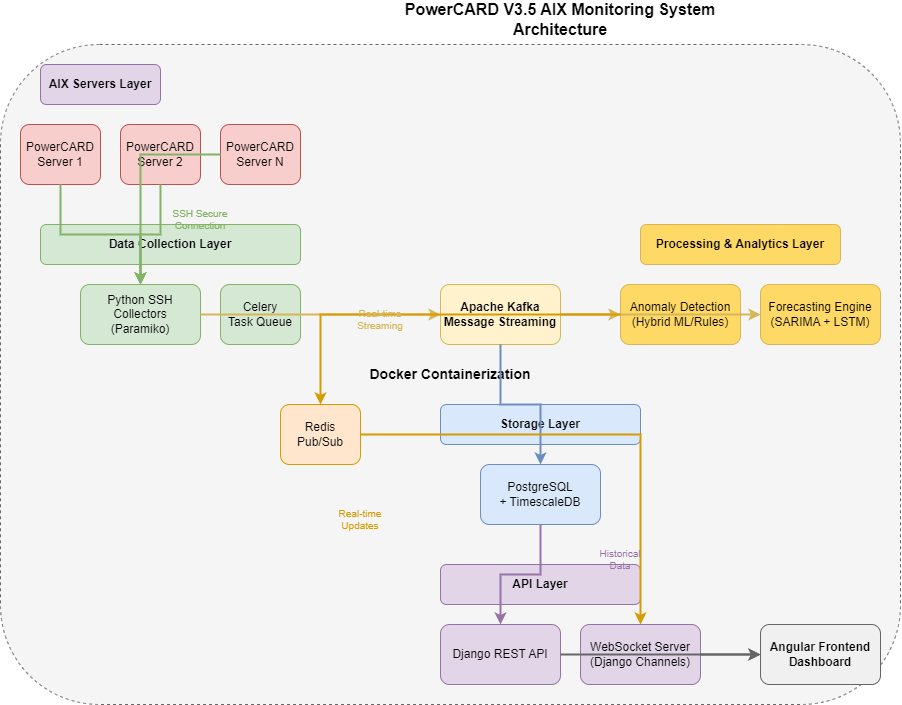 PowerCARD V3.5 AIX Monitoring System
Architecture
AIX Servers Layer
PowerCARD
Server 1
PowerCARD
Server 2
PowerCARD
Server N
SSH Secure
Connection
Data Collection Layer
Processing & Analytics Layer
Python SSH
Collectors
(Paramiko)
Celery
Task Queue
Real-time
Streaming
Apache Kafka
Message Streaming
Anomaly Detection
(Hybrid ML/Rules)
Forecasting Engine
(SARIMA + LSTM)
Docker Containerization
Redis
Pub/Sub
Storage Layer
PostgreSQL
+ TimescaleDB
Real-time
Updates
Historical
Data
API Layer
Django REST API
WebSocket Server
(Django Channels)
Angular Frontend
Dashboard